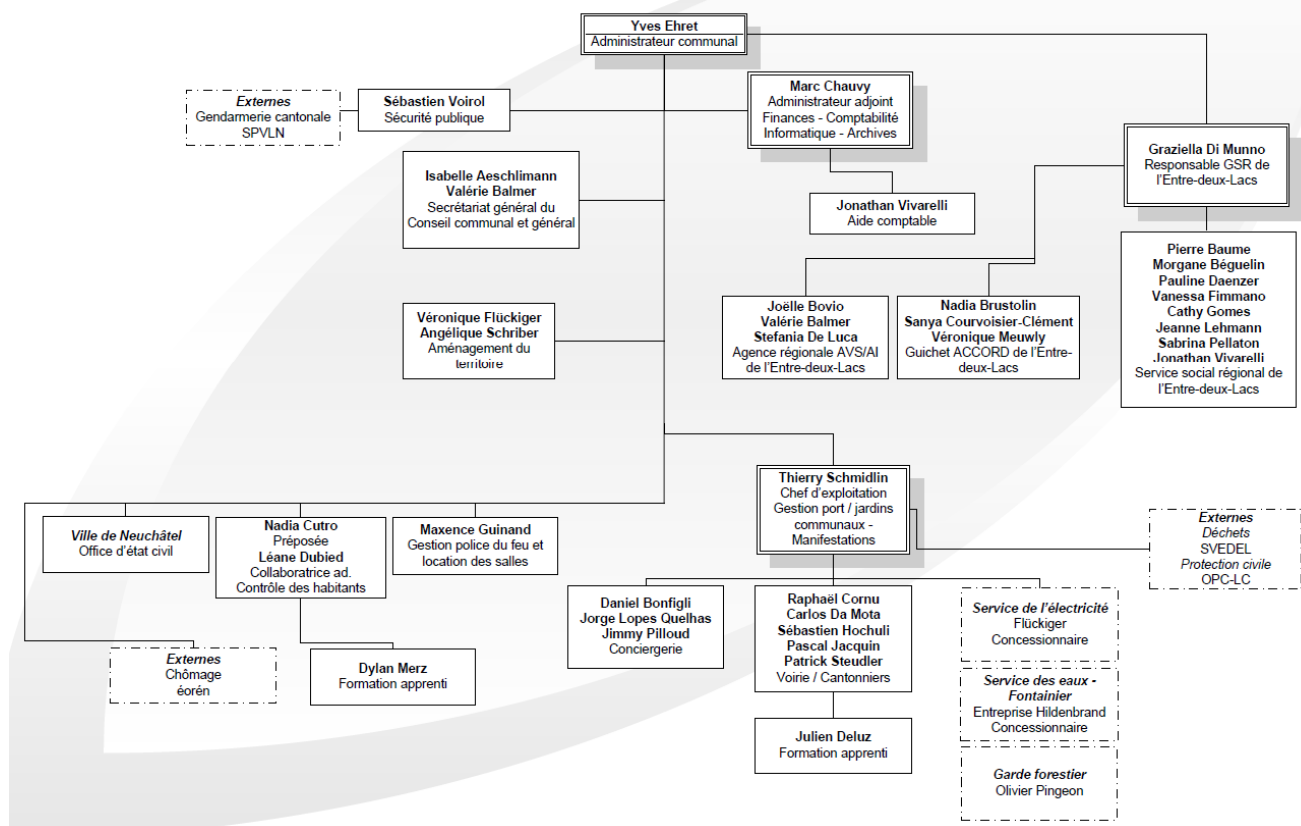 Yves Ehret
Administrateur communal
Externes
Gendarmerie cantonale
SPVLN
Sébastien Voirol
Sécurité publique
Marc Chauvy
Administrateur adjoint
Finances - Comptabilité
Informatique - Archives
Graziella Di Munno
Responsable GSR de
l'Entre-deux-Lacs
Isabelle Aeschlimann
Valérie Balmer
Secrétariat général du
Conseil communal et général
Jonathan Vivarelli
Aide comptable
Pierre Baume
Morgane Béguelin
Pauline Daenzer
Vanessa Fimmano
Cathy Gomes
Jeanne Lehmann
Sabrina Pellaton
Jonathan Vivarelli
Service social régional de
l'Entre-deux-Lacs
Joëlle Bovio
Valérie Balmer
Stefania De Luca
Agence régionale AVS/AI
de l'Entre-deux-Lacs
Nadia Brustolin
Sanya Courvoisier-Clément
Véronique Meuwly
Guichet ACCORD de l'Entre-
deux-Lacs
Véronique Flückiger
Angélique Schriber
Aménagement du
territoire
Thierry Schmidlin
Chef d'exploitation
Gestion port / jardins
communaux -
Manifestations
Ville de Neuchâtel
Office d'état civil
Nadia Cutro
Préposée
Léane Dubied
Collaboratrice ad.
Contrôle des habitants
Maxence Guinand
Gestion police du feu et
location des salles
Externes
Déchets
SVEDEL
Protection civile
OPC-LC
Daniel Bonfigli
Jorge Lopes Quelhas
Jimmy Pilloud
Conciergerie
Raphaël Cornu
Carlos Da Mota
Sébastien Hochuli
Pascal Jacquin
Patrick Steudler
Voirie / Cantonniers
Service de l'électricité
Flückiger
Concessionnaire
Externes
Chômage
éorén
Dylan Merz
Formation apprenti
Service des eaux -
Fontainier
Entreprise Hildenbrand
Concessionnaire
Julien Deluz
Formation apprenti
Garde forestier
Olivier Pingeon